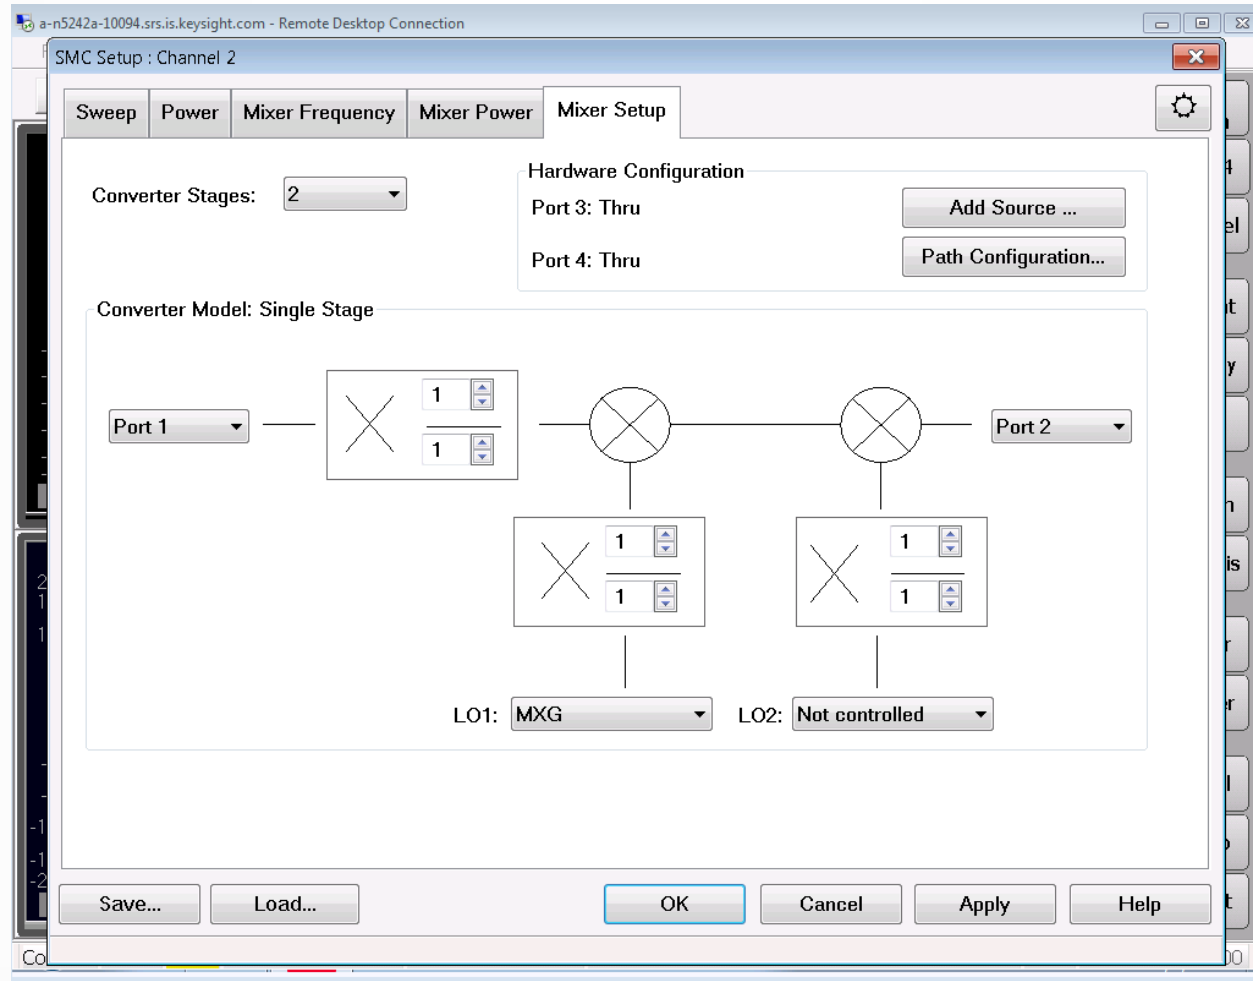 a-n5242a-10094.srs.is.keysight.com - Remote Desktop Connection
SMC Setup : Channel 2
Sweep Power Mixer Frequency Mixer Power Mixer Setup
Converter Stages: 2
Hardware Configuration
Port 3: Thru Add Source ...
Port 4: Thru Path Configuration...
Converter Model: Single Stage
1
Port 1 Port 2
1
1 1
1 1
LO1: MXG LO2: Not controlled
Save... Load... OK Cancel Apply Help